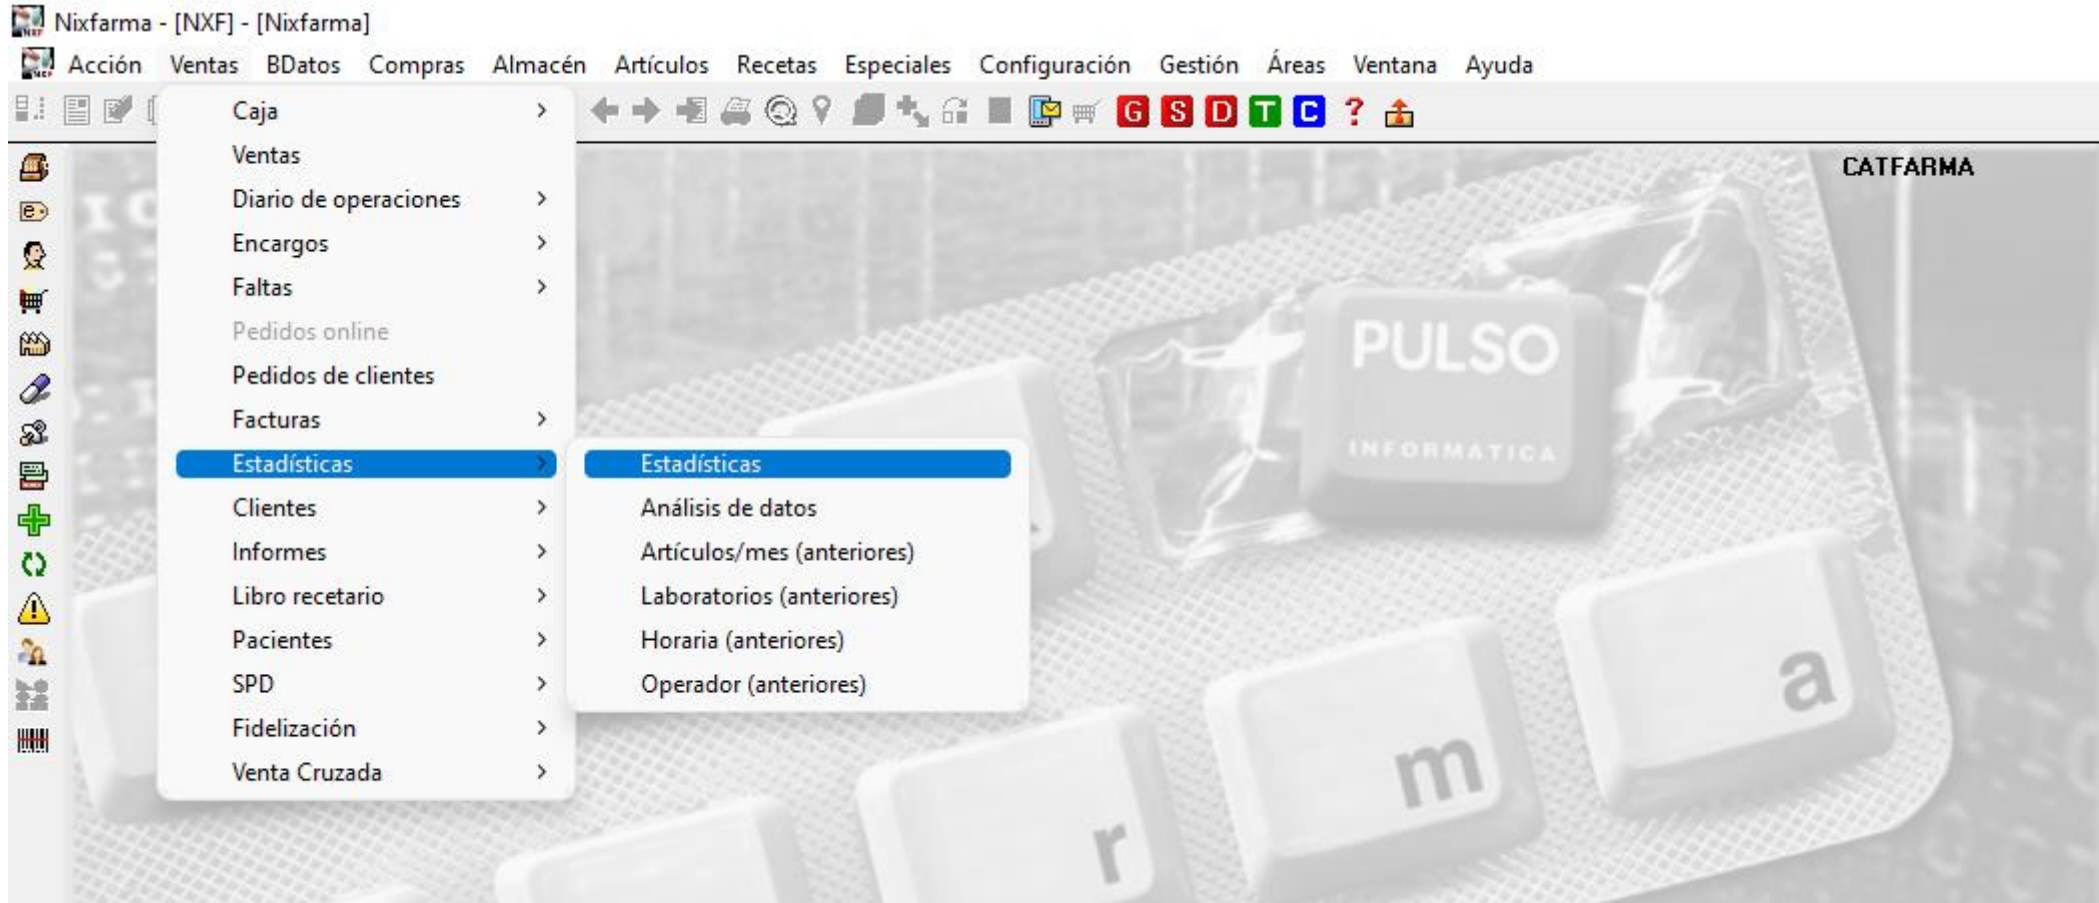 Nixfarma - [NXF] - [Nixfarma]
Acción Ventas BDatos Compras Almacén Artículos Recetas Especiales Configuración Gestión Áreas Ventana Ayuda
G S D T C ?
CATFARMA
Caja
Ventas
Diario de operaciones
Encargos
Faltas
Pedidos online
Pedidos de clientes
Facturas
Estadísticas
Clientes
Informes
Libro recetario
Pacientes
SPD
Fidelización
Venta Cruzada
Estadísticas
Análisis de datos
Artículos/mes (anteriores)
Laboratorios (anteriores)
Horaria (anteriores)
Operador (anteriores)
PULSO
INFORMATICA
r m a